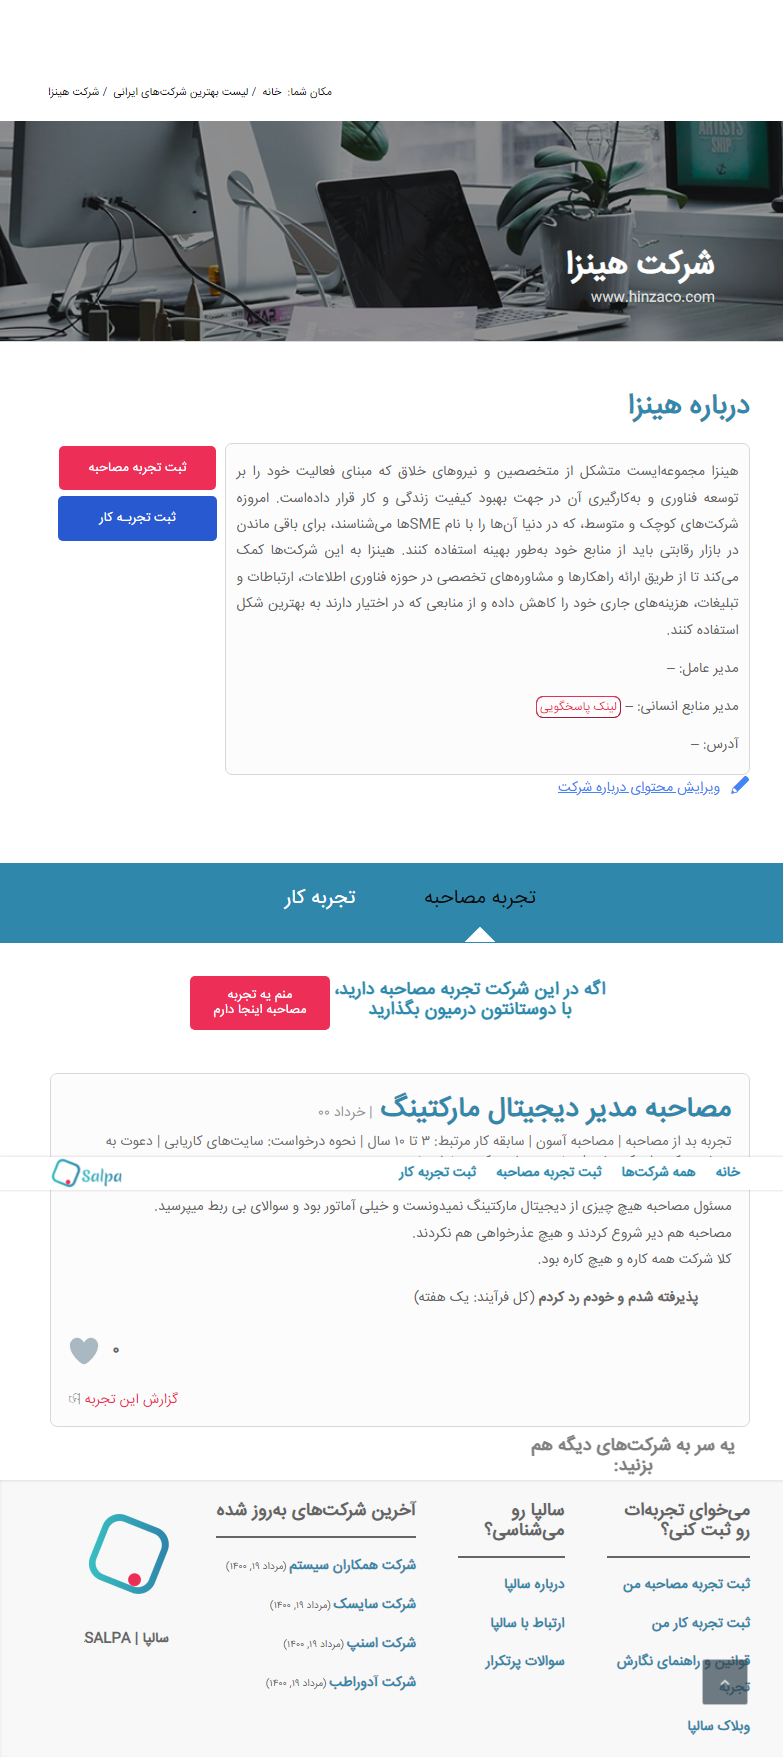 مکان شما: خانه / لیست بهترین شرکت‌های ایرانی / شرکت هینزا
ARTISTS
SHIP
شرکت هینزا
www.hinzaco.com
درباره هینزا
ثبت تجربه مصاحبه
ثبت تجربـه کار
هینزا مجموعه‌ایست متشکل از متخصصین و نیروهای خلاق که مبنای فعالیت خود را بر
توسعه فناوری و به‌کارگیری آن در جهت بهبود کیفیت زندگی و کار قرار داده‌است. امروزه
شرکت‌های کوچک و متوسط، که در دنیا آن‌ها را با نام SMEها می‌شناسند، برای باقی ماندن
در بازار رقابتی باید از منابع خود به‌طور بهینه استفاده کنند. هینزا به این شرکت‌ها کمک
می‌کند تا از طریق ارائه راهکارها و مشاوره‌های تخصصی در حوزه فناوری اطلاعات، ارتباطات و
تبلیغات، هزینه‌های جاری خود را کاهش داده و از منابعی که در اختیار دارند به بهترین شکل
استفاده کنند.
مدیر عامل: –
مدیر منابع انسانی: – لینک پاسخگویی
آدرس: –
ویرایش محتوای درباره شرکت
تجربه مصاحبه
تجربه کار
اگه در این شرکت تجربه مصاحبه دارید،
با دوستانتون درمیون بگذارید
منم یه تجربه
مصاحبه اینجا دارم
مصاحبه مدیر دیجیتال مارکتینگ | خرداد ۰۰
تجربه بد از مصاحبه | مصاحبه آسون | سابقه کار مرتبط: ۳ تا ۱۰ سال | نحوه درخواست: سایت‌های کاریابی | دعوت به
خانه همه شرکت‌ها ثبت تجربه مصاحبه ثبت تجربه کار
Salpa
مسئول مصاحبه هیچ چیزی از دیجیتال مارکتینگ نمیدونست و خیلی آماتور بود و سوالای بی ربط میپرسید.
مصاحبه هم دیر شروع کردند و هیچ عذرخواهی هم نکردند.
کلا شرکت همه کاره و هیچ کاره بود.
پذیرفته شدم و خودم رد کردم (کل فرآیند: یک هفته)
۰
گزارش این تجربه
یه سر به شرکت‌های دیگه هم
بزنید:
می‌خوای تجربه‌ات
رو ثبت کنی؟
ثبت تجربه مصاحبه من
ثبت تجربه کار من
قوانین و راهنمای نگارش
تجربه
وبلاک سالپا
سالپا رو
می‌شناسی؟
درباره سالپا
ارتباط با سالپا
سوالات پرتکرار
آخرین شرکت‌های به‌روز شده
شرکت همکاران سیستم (مرداد ۱۹, ۱۴۰۰)
شرکت سایسک (مرداد ۱۹, ۱۴۰۰)
شرکت اسنپ (مرداد ۱۹, ۱۴۰۰)
شرکت آدوراطب (مرداد ۱۹, ۱۴۰۰)
سالپا | SALPA